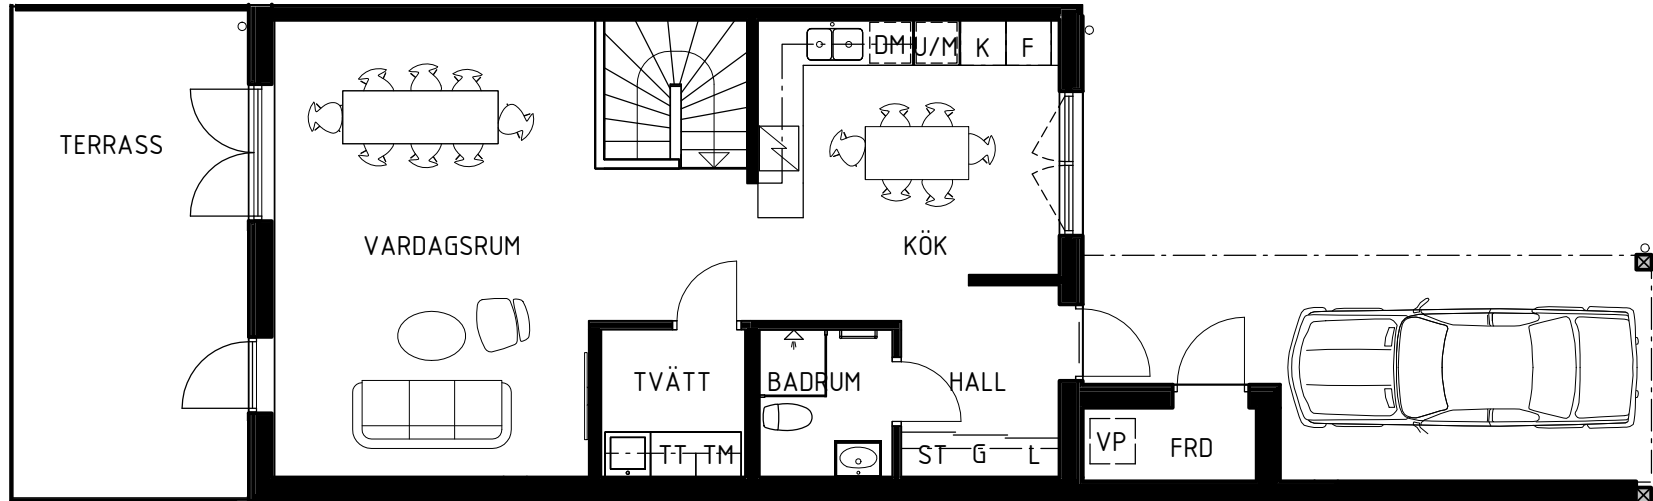 DM U/M K F
TERRASS
VARDAGSRUM
KÖK
TVÄTT
BADRUM
HALL
TT TM
ST G L
VP
FRD